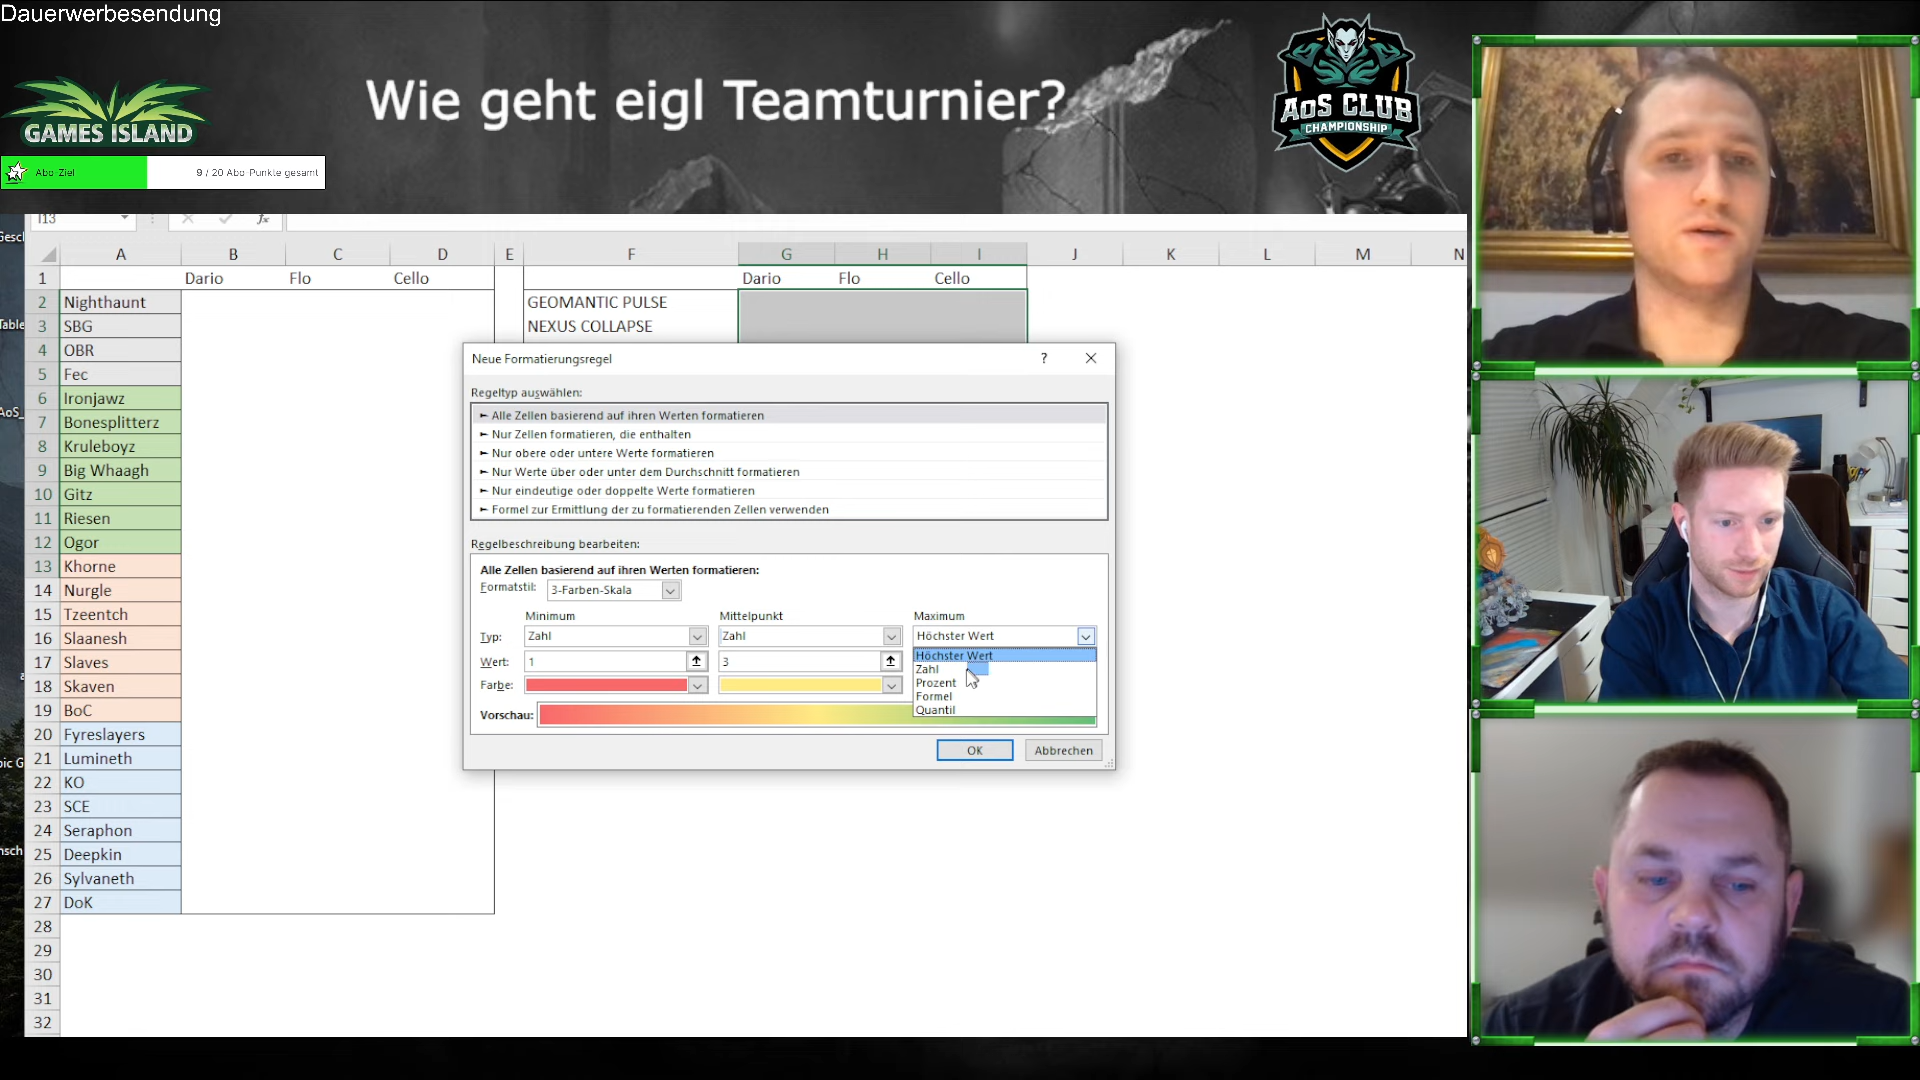 Dauerwerbesendung
GAMES ISLAND
Wie geht eigl Teamturnier?
AoS CLUB
CHAMPIONSHIP
Abo-Ziel
9 / 20 Abo-Punkte gesamt
I13
fx
A B C D E F G H I J K L M N
1 Dario Flo Cello Dario Flo Cello
2 Nighthaunt GEOMANTIC PULSE
3 SBG NEXUS COLLAPSE
4 OBR
5 Fec
6 Ironjawz
7 Bonesplitterz
8 Kruleboyz
9 Big Whaagh
10 Gitz
11 Riesen
12 Ogor
13 Khorne
14 Nurgle
15 Tzeentch
16 Slaanesh
17 Slaves
18 Skaven
19 BoC
20 Fyreslayers
21 Lumineth
22 KO
23 SCE
24 Seraphon
25 Deepkin
26 Sylvaneth
27 DoK
28
29
30
31
32
Neue Formatierungsregel ?
Regeltyp auswählen:
► Alle Zellen basierend auf ihren Werten formatieren
► Nur Zellen formatieren, die enthalten
► Nur obere oder untere Werte formatieren
► Nur Werte über oder unter dem Durchschnitt formatieren
► Nur eindeutige oder doppelte Werte formatieren
► Formel zur Ermittlung der zu formatierenden Zellen verwenden
Regelbeschreibung bearbeiten:
Alle Zellen basierend auf ihren Werten formatieren:
Formatstil: 3-Farben-Skala
Minimum Mittelpunkt Maximum
Typ: Zahl Zahl Höchster Wert
Wert: 1 3
Farbe:
Höchster Wert
Zahl
Prozent
Formel
Quantil
Vorschau:
OK Abbrechen